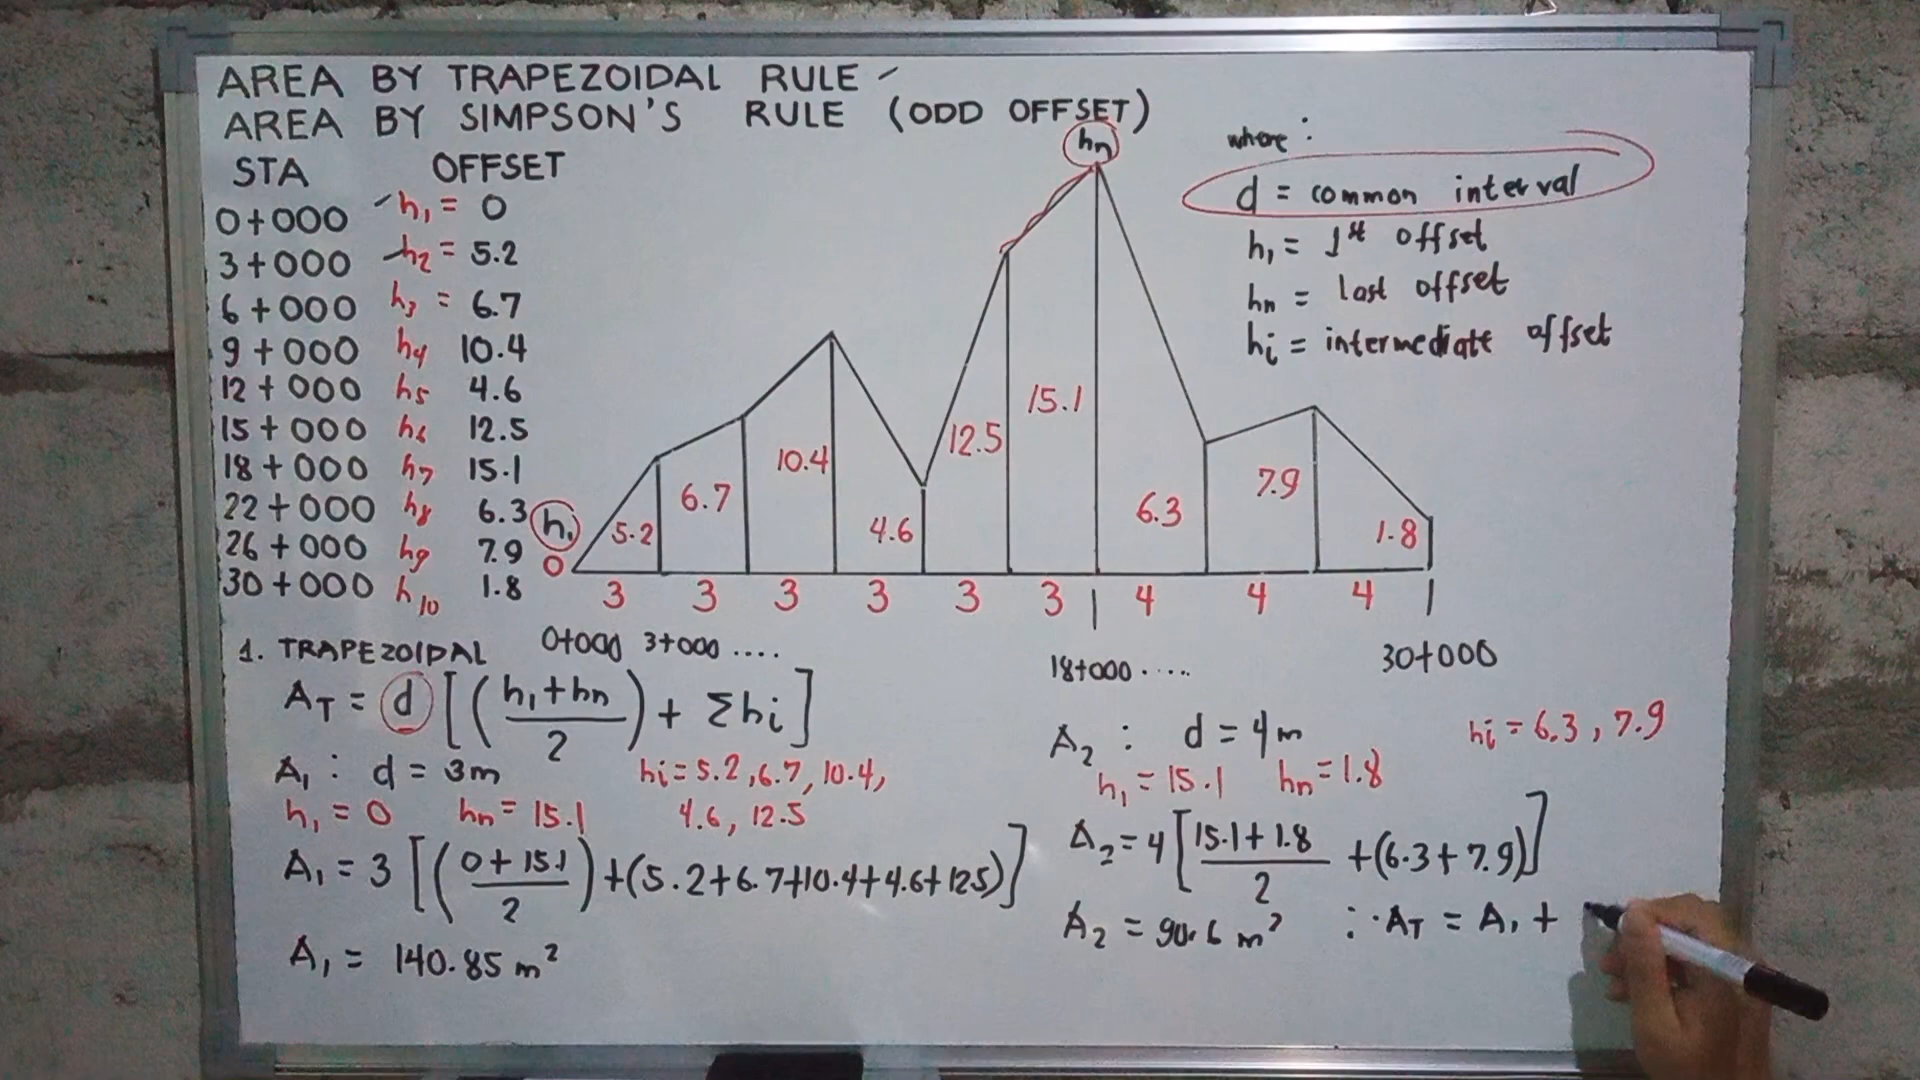 AREA BY TRAPEZOIDAL RULE
AREA BY SIMPSON'S RULE (ODD OFFSET)
STA OFFSET
0+000 h₁ = 0
3+000 h₂ = 5.2
6+000 h₃ = 6.7
9+000 h₄ 10.4
12+000 h₅ 4.6
15+000 h₆ 12.5
18+000 h₇ 15.1
22+000 h₈ 6.3
26+000 h₉ 7.9
30+000 h₁₀ 1.8
hn
h₁
0
5.2 6.7 10.4 4.6 12.5 15.1 6.3 7.9 1.8
3 3 3 3 3 3 4 4 4
0+000 3+000 ....
18+000 .....
30+000
where :
d = common interval
h₁ = 1st offset
hn = last offset
hi = intermediate offset
1. TRAPEZOIDAL
A_T = d [(h₁+hn / 2) + Σhi]
A₁ : d = 3m hi = 5.2, 6.7, 10.4,
h₁ = 0 hn = 15.1 4.6, 12.5
A₁ = 3 [(0+15.1 / 2) + (5.2+6.7+10.4+4.6+12.5)]
A₁ = 140.85 m²
A₂ : d = 4m hi = 6.3, 7.9
h₁ = 15.1 hn = 1.8
A₂ = 4 [15.1+1.8 / 2 + (6.3+7.9)]
A₂ = 90.6 m² ∴ A_T = A₁ +